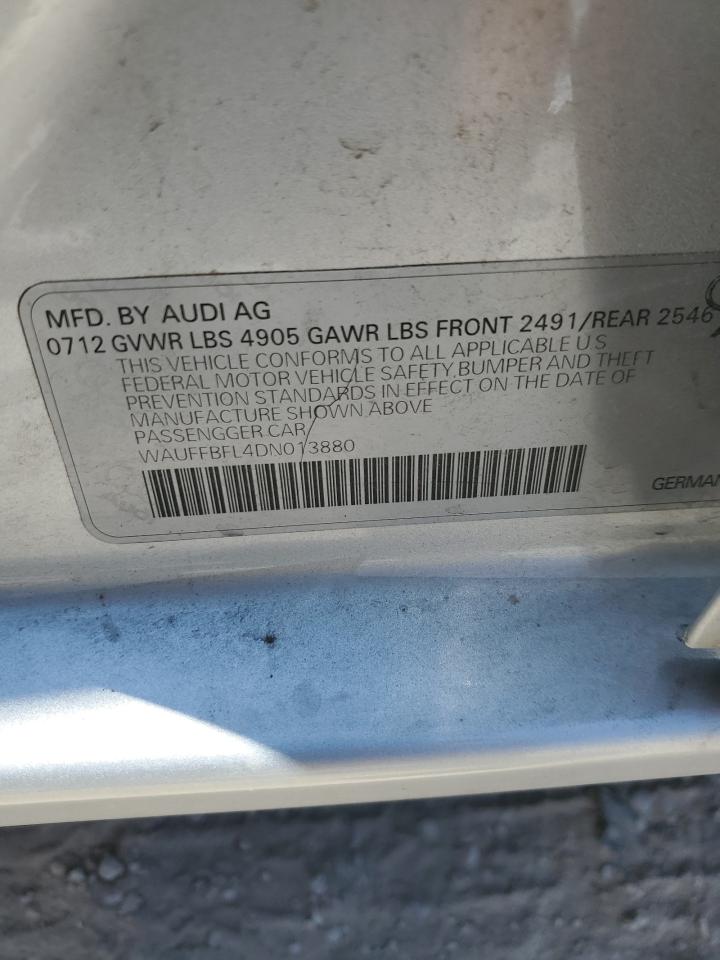 MFD. BY AUDI AG
0712 GVWR LBS 4905 GAWR LBS FRONT 2491/REAR 2546
THIS VEHICLE CONFORMS TO ALL APPLICABLE U S
FEDERAL MOTOR VEHICLE SAFETY, BUMPER AND THEFT
PREVENTION STANDARDS IN EFFECT ON THE DATE OF
MANUFACTURE SHOWN ABOVE
PASSENGGER CAR
WAUFFBFL4DN013880
GERMAN